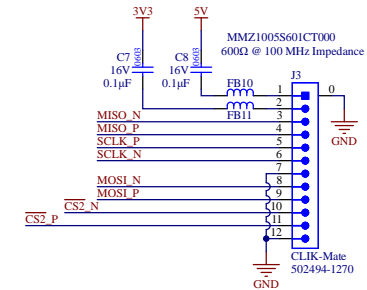 3V3
5V
MMZ1005S601CT000
600Ω @ 100 MHz Impedance
C7
16V
0.1µF
0603
C8
16V
0.1µF
0603
FB10
FB11
J3
1
2
3
4
5
6
7
8
9
10
11
12
0
GND
MISO_N
MISO_P
SCLK_P
SCLK_N
MOSI_N
MOSI_P
CS2_N
CS2_P
GND
CLIK-Mate
502494-1270